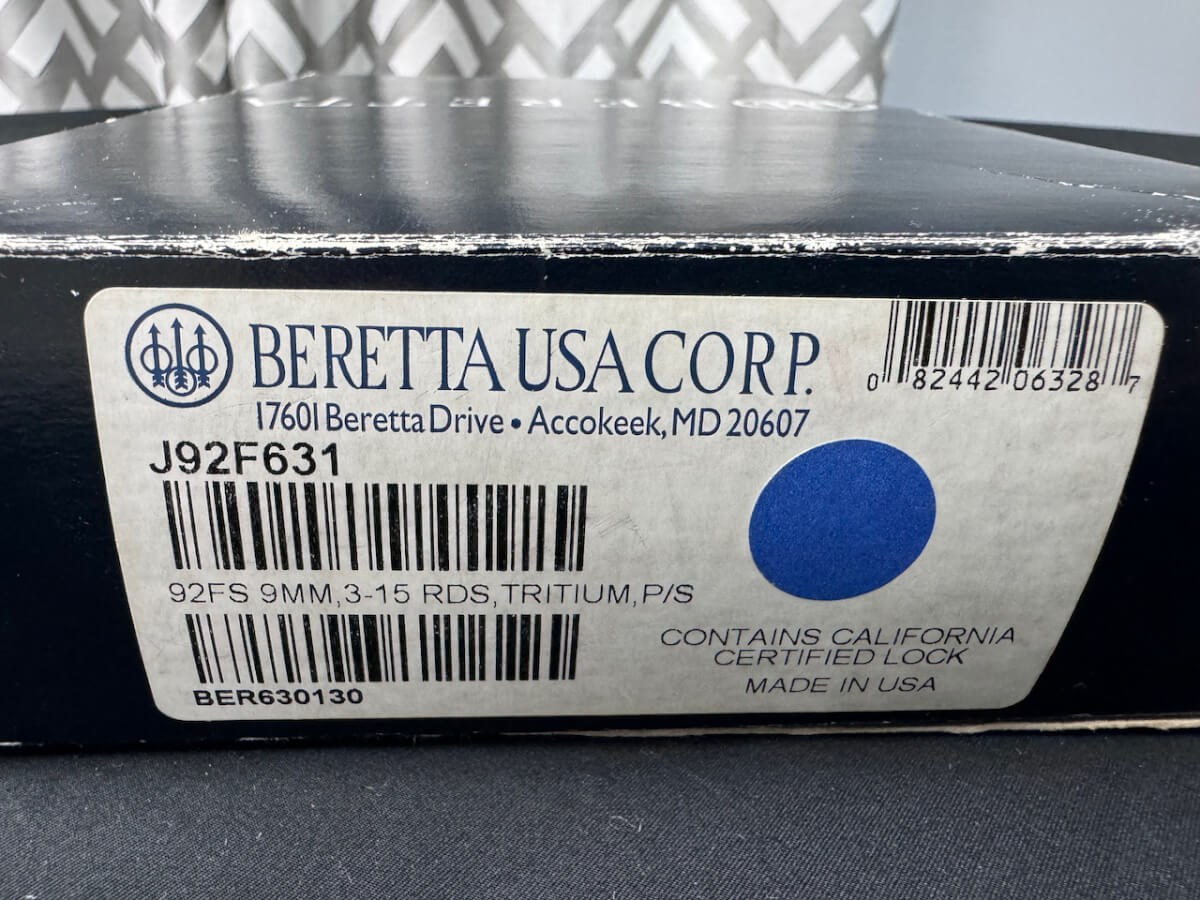 BERETTA
BERETTA USA CORP.
17601 Beretta Drive • Accokeek, MD 20607
0 82442 06328 7
J92F631
92FS 9MM,3-15 RDS,TRITIUM,P/S
BER630130
CONTAINS CALIFORNIA
CERTIFIED LOCK
MADE IN USA